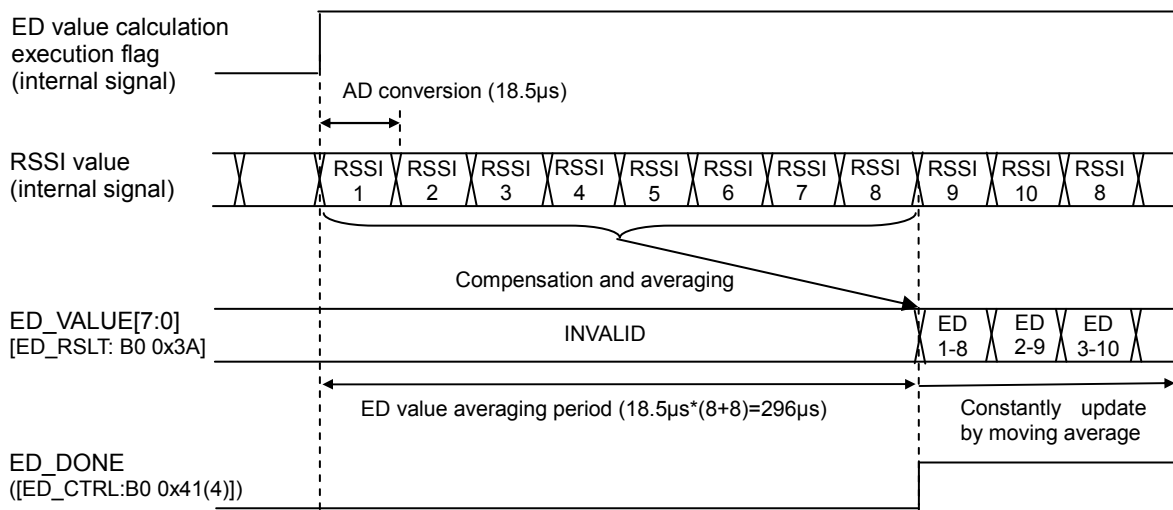 ED value calculation
execution flag
(internal signal)
AD conversion (18.5μs)
RSSI value
(internal signal)
RSSI 1
RSSI 2
RSSI 3
RSSI 4
RSSI 5
RSSI 6
RSSI 7
RSSI 8
RSSI 9
RSSI 10
RSSI 8
Compensation and averaging
ED_VALUE[7:0]
[ED_RSLT: B0 0x3A]
INVALID
ED 1-8
ED 2-9
ED 3-10
ED value averaging period (18.5μs*(8+8)=296μs)
Constantly update
by moving average
ED_DONE
([ED_CTRL:B0 0x41(4)])